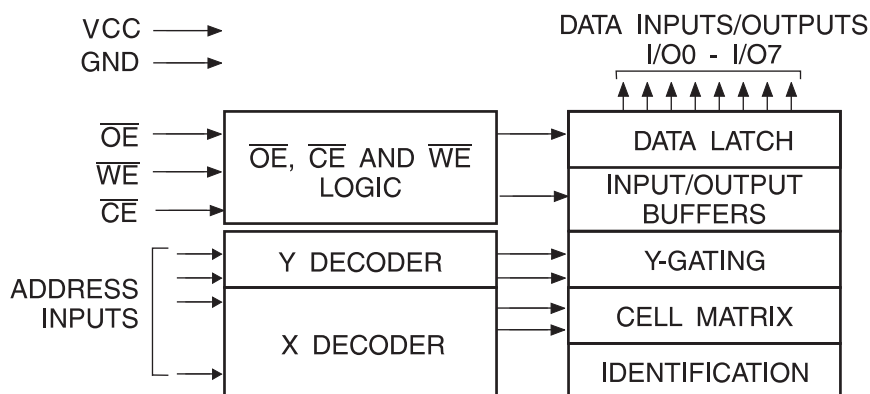 VCC
GND
DATA INPUTS/OUTPUTS
I/O0 - I/O7
OE
WE
CE
OE, CE AND WE
LOGIC
DATA LATCH
INPUT/OUTPUT
BUFFERS
ADDRESS
INPUTS
Y DECODER
Y-GATING
X DECODER
CELL MATRIX
IDENTIFICATION